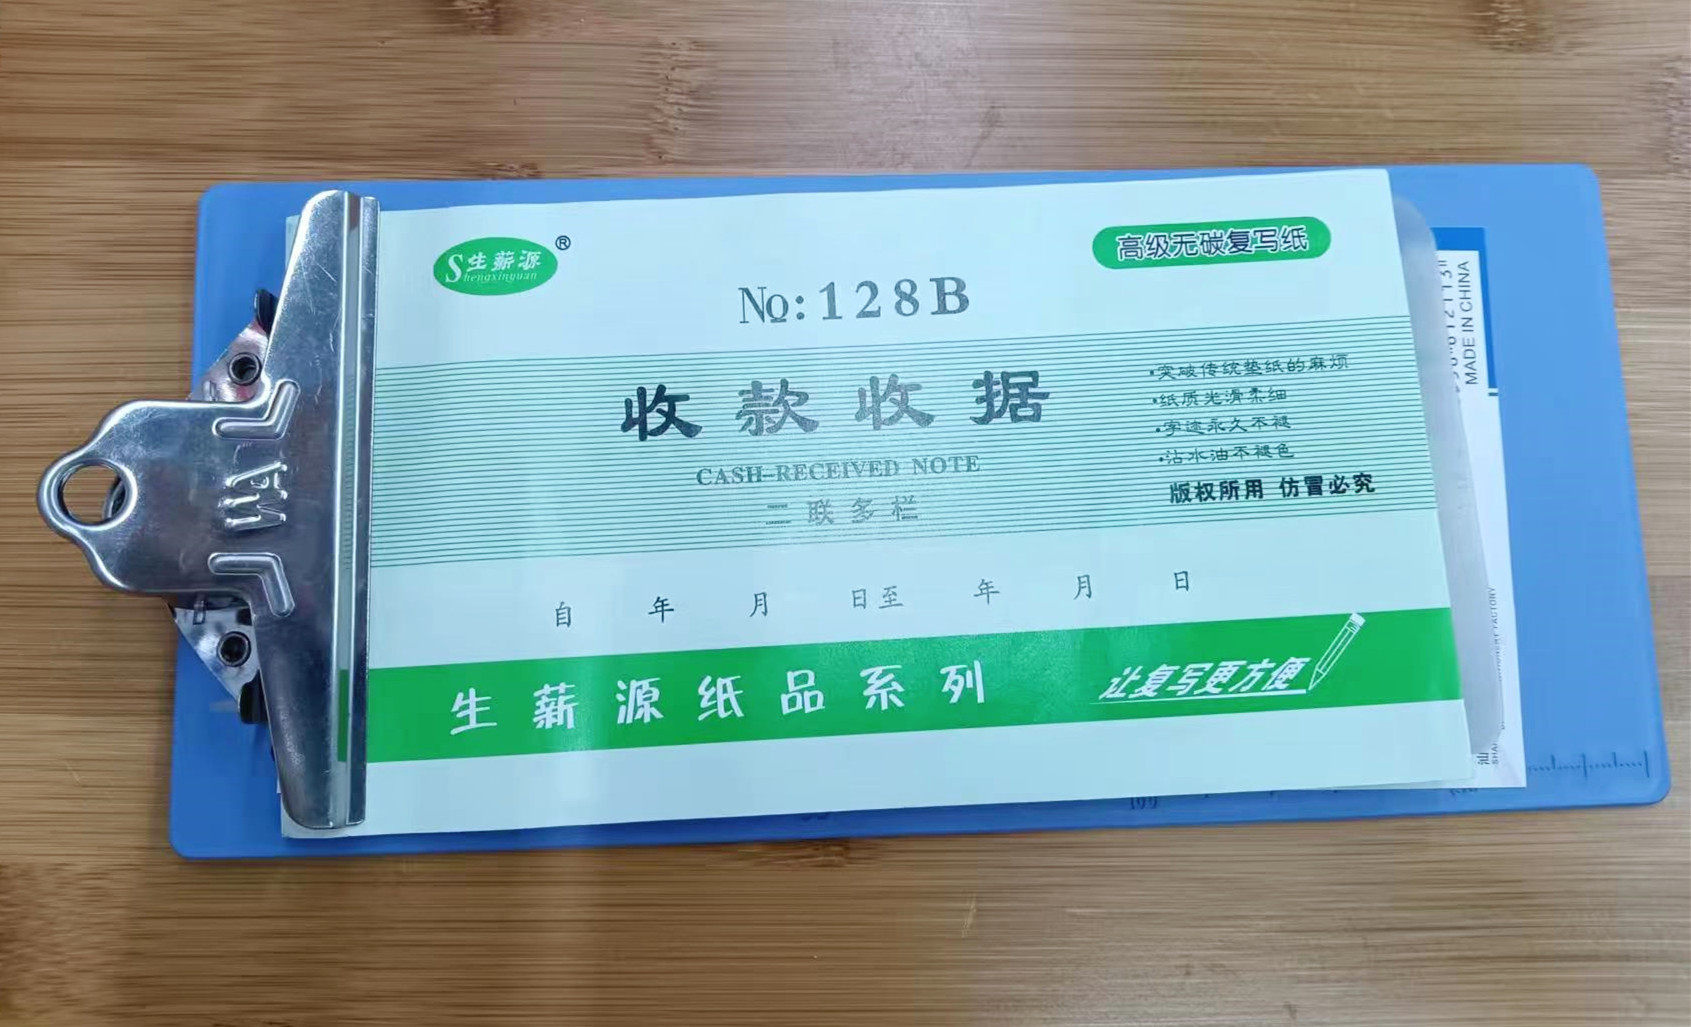 生薪源®
Shengxinyuan
高级无碳复写纸
№:128B
收款收据
CASH-RECEIVED NOTE
二联多栏
·突破传统垫纸的麻烦
·纸质光滑柔细
·字迹永久不褪
·沾水油不褪色
版权所用 仿冒必究
自 年 月 日至 年 月 日
生薪源纸品系列
让复写更方便
MADE IN CHINA